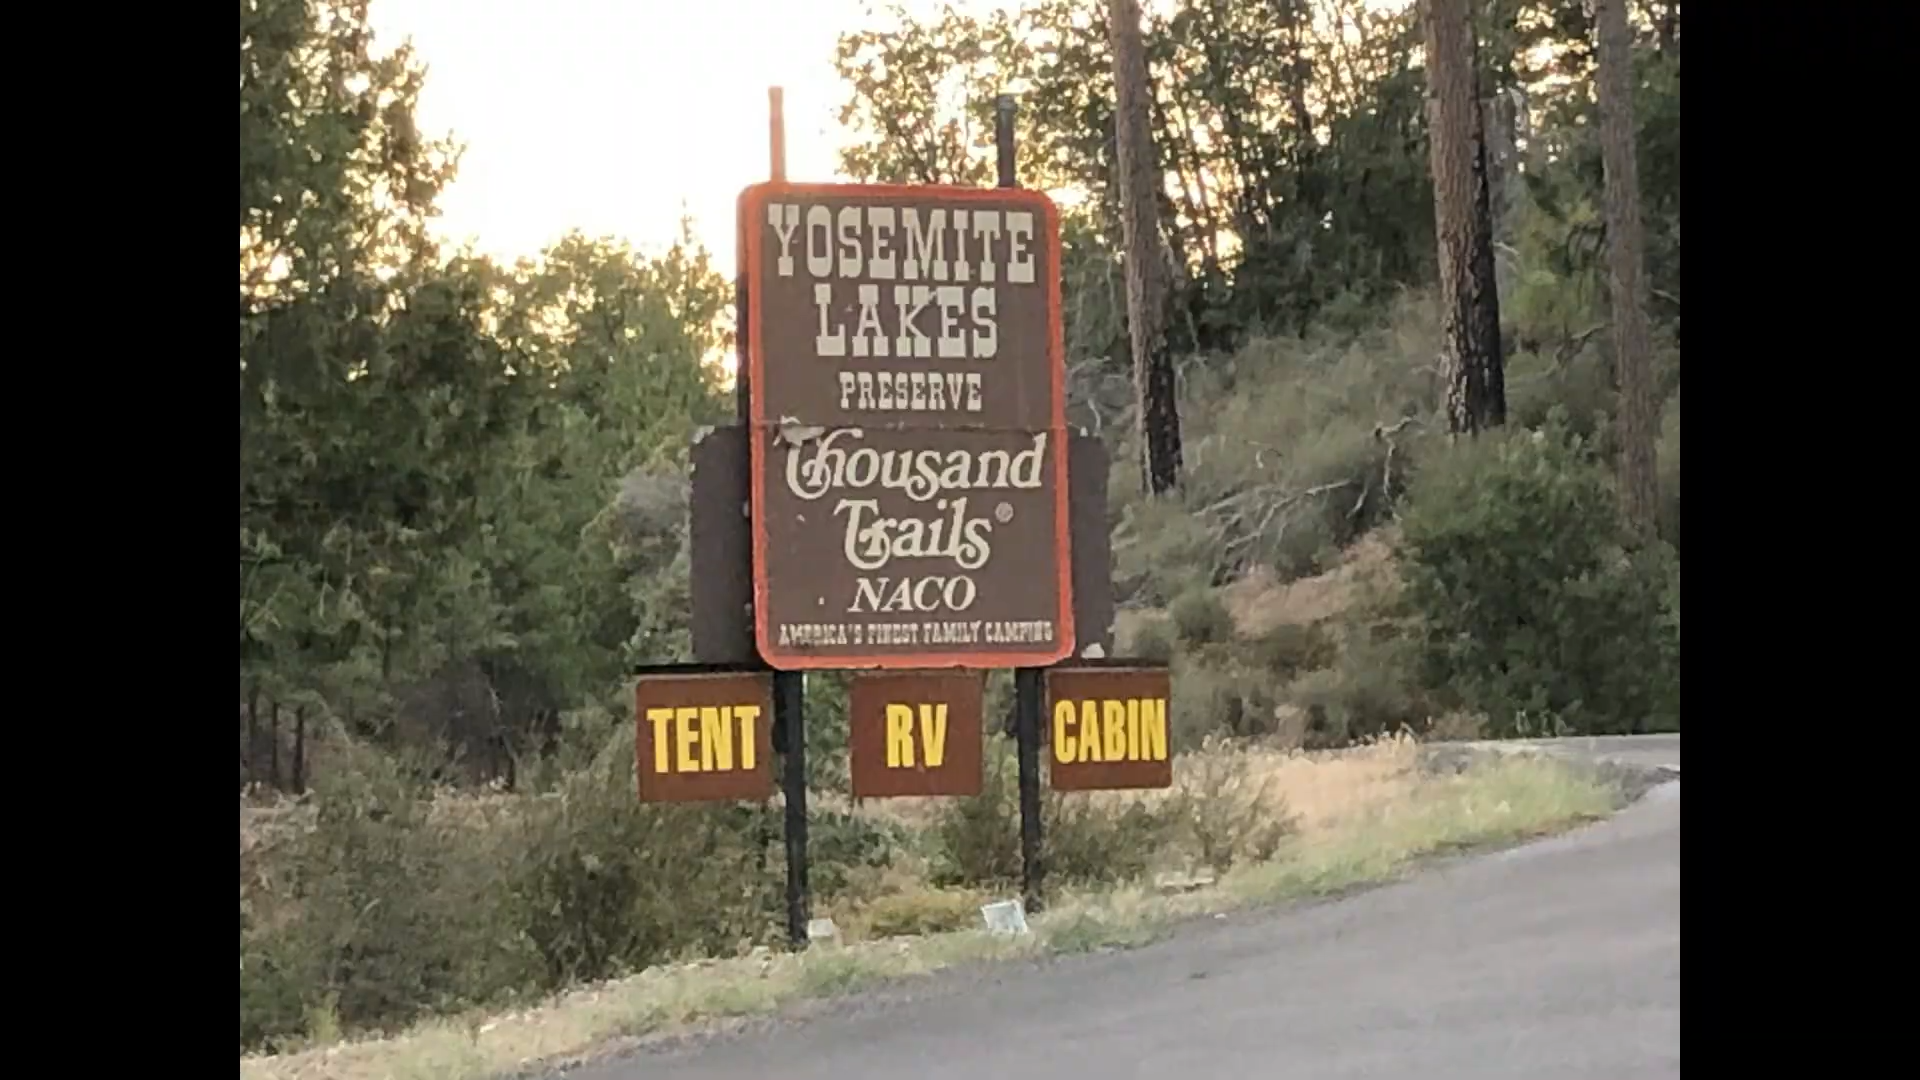 YOSEMITE
LAKES
PRESERVE
Thousand
Trails®
NACO
AMERICA'S FINEST FAMILY CAMPING
TENT RV CABIN